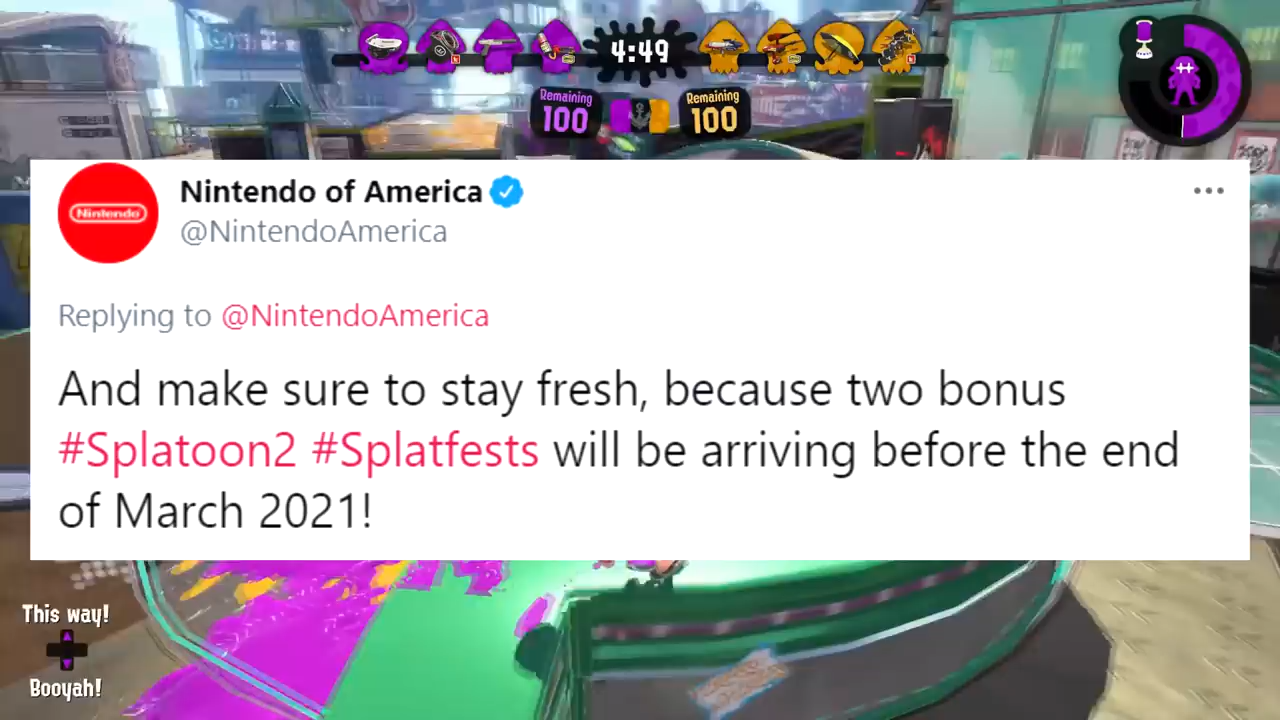 4:49
Remaining
100
Remaining
100
Nintendo
Nintendo of America
@NintendoAmerica
Replying to @NintendoAmerica
And make sure to stay fresh, because two bonus
#Splatoon2 #Splatfests will be arriving before the end
of March 2021!
This way!
Booyah!